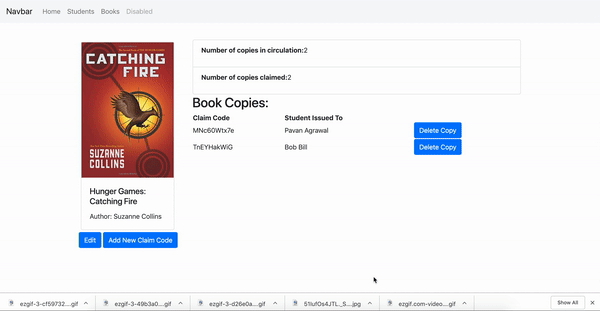 Navbar Home Students Books Disabled
CATCHING
FIRE
SUZANNE
COLLINS
Hunger Games:
Catching Fire
Author: Suzanne Collins
Edit Add New Claim Code
Number of copies in circulation:2
Number of copies claimed:2
Book Copies:
Claim Code Student Issued To
MNc60Wtx7e Pavan Agrawal Delete Copy
TnEYHakWiG Bob Bill Delete Copy
ezgif-3-cf59732....gif ezgif-3-49b3a0....gif ezgif-3-d26e0a....gif 51IufOs4JTL._S....jpg ezgif.com-video....gif Show All